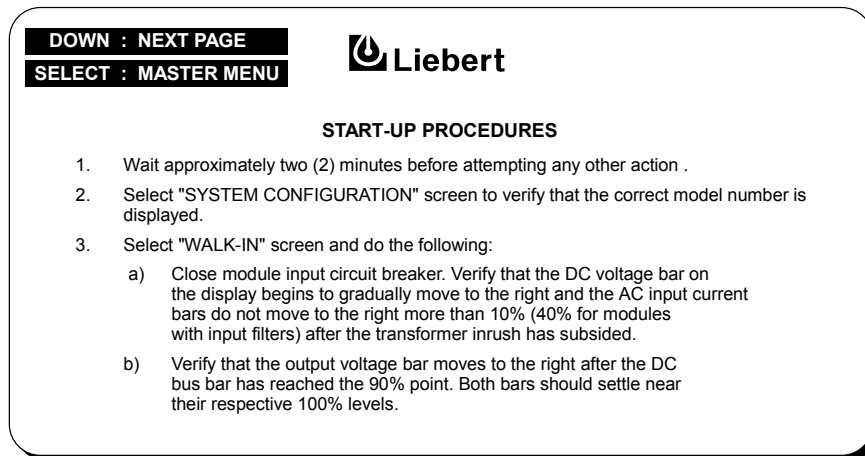 DOWN : NEXT PAGE
SELECT : MASTER MENU
Liebert
START-UP PROCEDURES
1. Wait approximately two (2) minutes before attempting any other action .
2. Select "SYSTEM CONFIGURATION" screen to verify that the correct model number is
displayed.
3. Select "WALK-IN" screen and do the following:
a) Close module input circuit breaker. Verify that the DC voltage bar on
the display begins to gradually move to the right and the AC input current
bars do not move to the right more than 10% (40% for modules
with input filters) after the transformer inrush has subsided.
b) Verify that the output voltage bar moves to the right after the DC
bus bar has reached the 90% point. Both bars should settle near
their respective 100% levels.